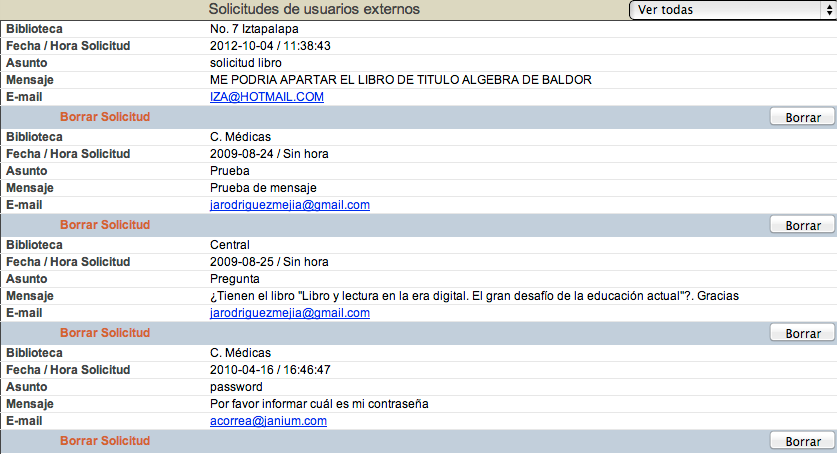 Solicitudes de usuarios externos Ver todas
Biblioteca No. 7 Iztapalapa
Fecha / Hora Solicitud 2012-10-04 / 11:38:43
Asunto solicitud libro
Mensaje ME PODRIA APARTAR EL LIBRO DE TITULO ALGEBRA DE BALDOR
E-mail IZA@HOTMAIL.COM
Borrar Solicitud Borrar
Biblioteca C. Médicas
Fecha / Hora Solicitud 2009-08-24 / Sin hora
Asunto Prueba
Mensaje Prueba de mensaje
E-mail jarodriguezmejia@gmail.com
Borrar Solicitud Borrar
Biblioteca Central
Fecha / Hora Solicitud 2009-08-25 / Sin hora
Asunto Pregunta
Mensaje ¿Tienen el libro "Libro y lectura en la era digital. El gran desafío de la educación actual"?. Gracias
E-mail jarodriguezmejia@gmail.com
Borrar Solicitud Borrar
Biblioteca C. Médicas
Fecha / Hora Solicitud 2010-04-16 / 16:46:47
Asunto password
Mensaje Por favor informar cuál es mi contraseña
E-mail acorrea@janium.com
Borrar Solicitud Borrar